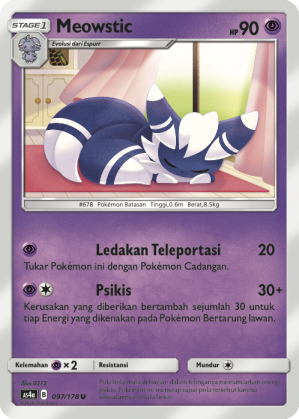 STAGE 1 Meowstic HP 90
Evolusi dari Espurr
#678 Pokémon Batasan Tinggi,0.6m Berat,8.5kg
Ledakan Teleportasi 20
Tukar Pokémon ini dengan Pokémon Cadangan.
Psikis 30+
Kerusakan yang diberikan bertambah sejumlah 30 untuk
tiap Energi yang dikenakan pada Pokémon Bertarung lawan.
Kelemahan ×2 Resistansi Mundur
AS4a B 097/178 U